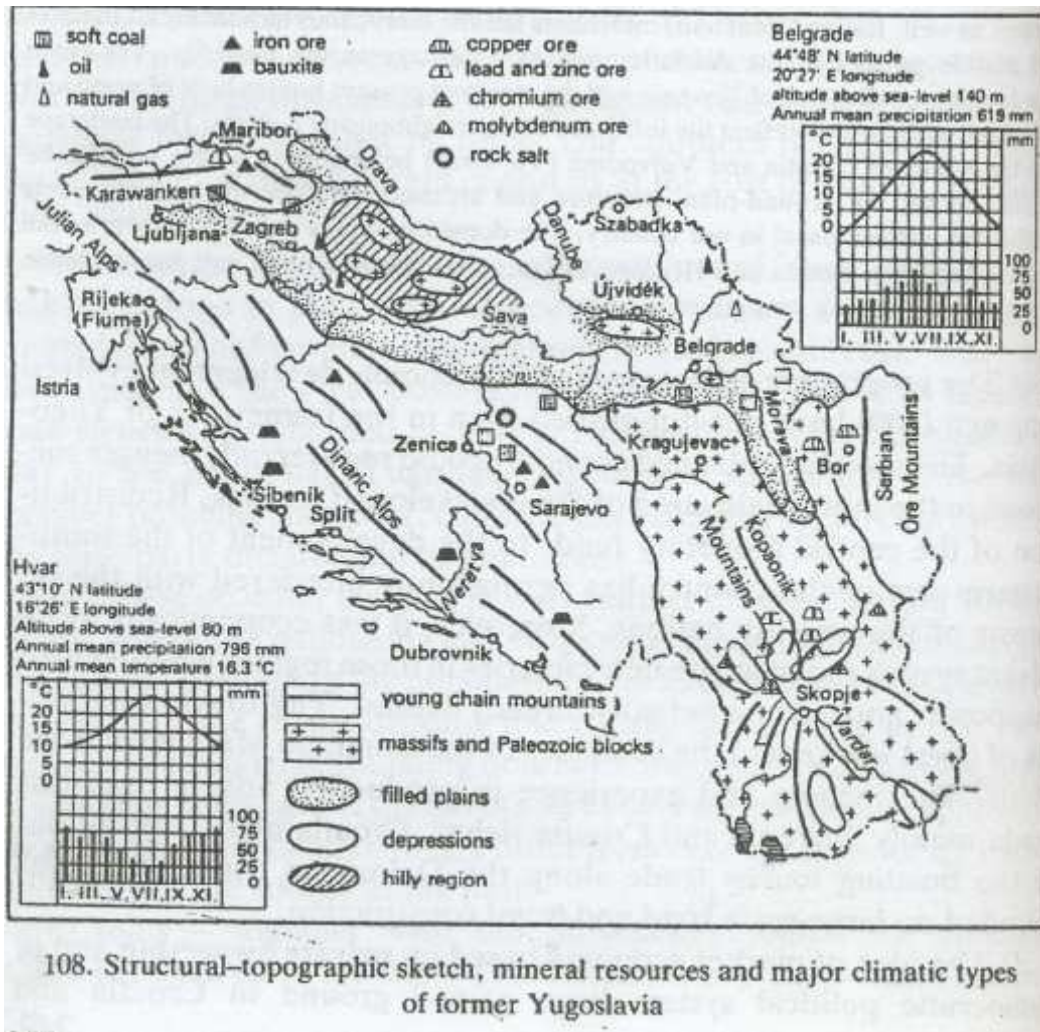 soft coal
oil
natural gas
iron ore
bauxite
copper ore
lead and zinc ore
chromium ore
molybdenum ore
rock salt
Belgrade
44°48' N latitude
20°27' E longitude
altitude above sea-level 140 m
Annual mean precipitation 619 mm
°C
mm
20
15
10
5
0
100
75
50
25
0
I. III. V. VII. IX. XI.
Maribor
Drava
Karawanken
Julian Alps
Ljubljana
Zagreb
Danube
Szabadka
Rijeka
(Fiume)
Újvidék
Sava
Belgrade
Istria
Zenica
Kragujevac
Morava
Bor
Serbian
Ore Mountains
Dinaric Alps
Šibenik
Split
Sarajevo
Mountains
Kopaonik
Neretva
Dubrovnik
Skopje
Vardar
Hvar
43°10' N latitude
16°26' E longitude
Altitude above sea-level 80 m
Annual mean precipitation 796 mm
Annual mean temperature 16.3 °C
°C
mm
25
20
15
10
5
0
100
75
50
25
0
I. III. V. VII. IX. XI.
young chain mountains
massifs and Paleozoic blocks
filled plains
depressions
hilly region
108. Structural–topographic sketch, mineral resources and major climatic types
of former Yugoslavia